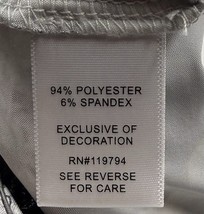 94% POLYESTER
6% SPANDEX
EXCLUSIVE OF
DECORATION
RN#119794
SEE REVERSE
FOR CARE